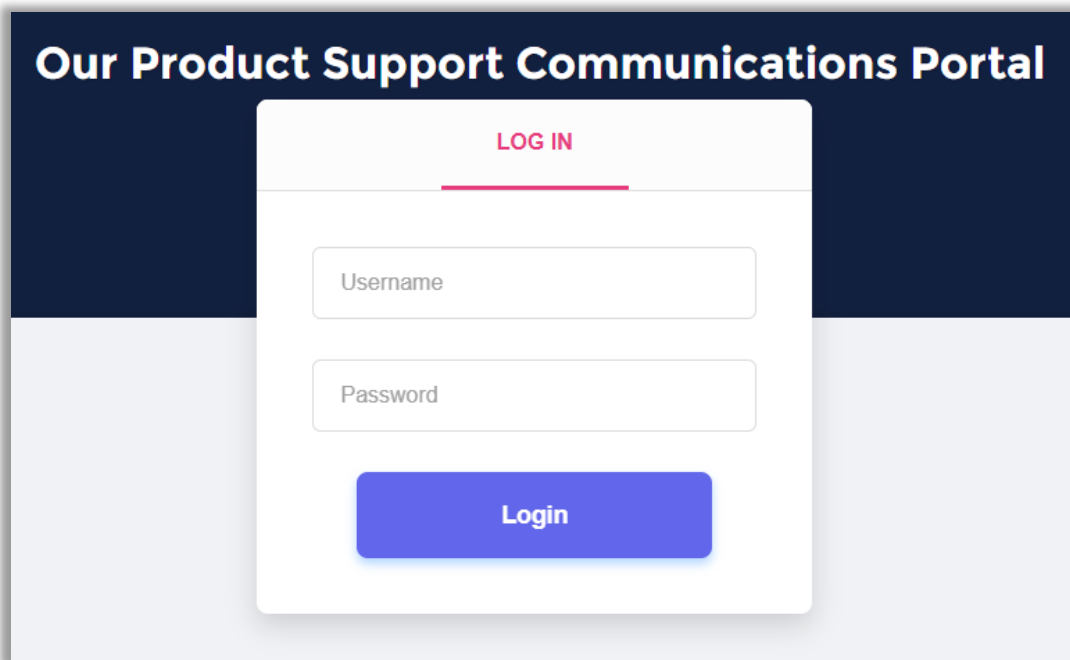 Our Product Support Communications Portal
LOG IN
Username
Password
Login